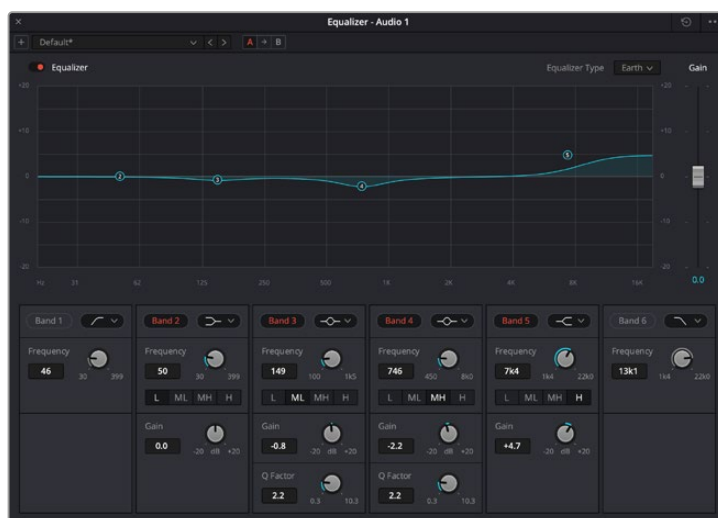 Equalizer - Audio 1
Default*
A
B
Equalizer
Equalizer Type
Earth
Gain
+20
+20
+10
+10
0
0
-10
-10
-20
-20
2
3
4
5
Hz 31 62 125 250 500 1K 2K 4K 8K 16K
0.0
Band 1
Band 2
Band 3
Band 4
Band 5
Band 6
Frequency
46
30 399
Frequency
50
30 399
L ML MH H
Gain
0.0
-20 dB +20
Frequency
149
100 1k5
L ML MH H
Gain
-0.8
-20 dB +20
Q Factor
2.2
0.3 10.3
Frequency
746
450 8k0
L ML MH H
Gain
-2.2
-20 dB +20
Q Factor
2.2
0.3 10.3
Frequency
7k4
1k4 22k0
L ML MH H
Gain
+4.7
-20 dB +20
Frequency
13k1
1k4 22k0